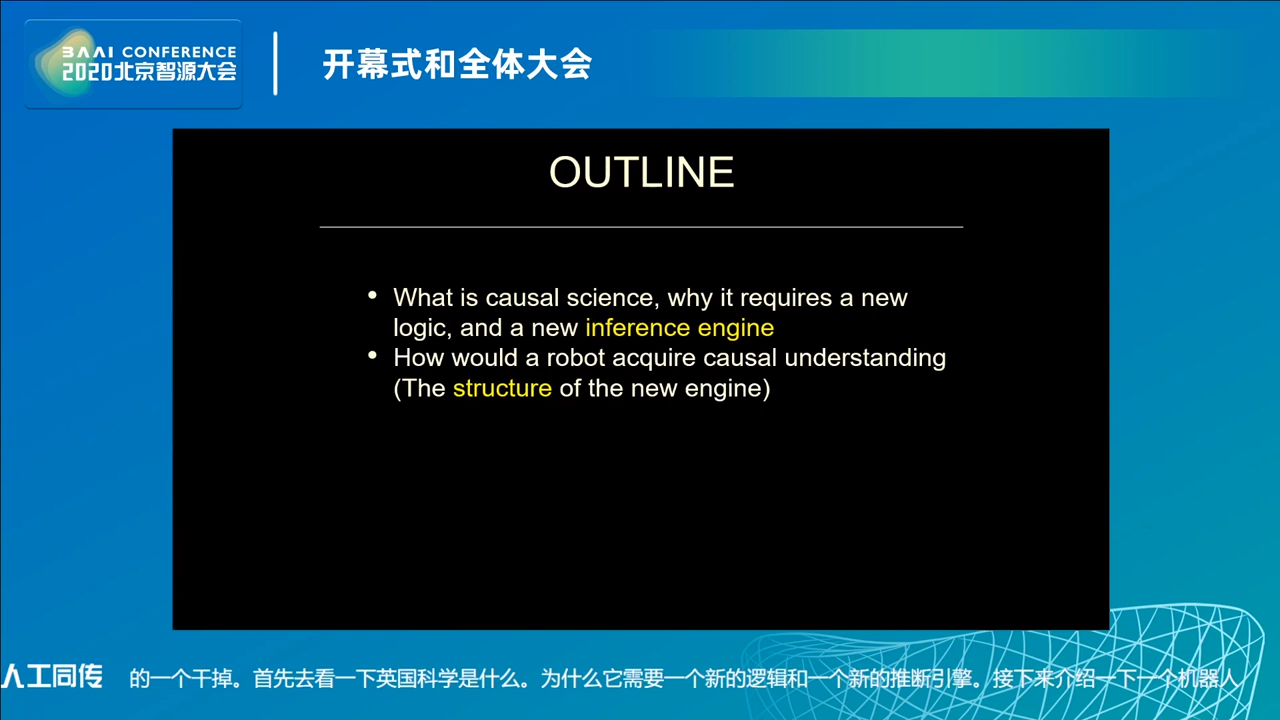 BAAI CONFERENCE
2020北京智源大会
开幕式和全体大会
OUTLINE
• What is causal science, why it requires a new
logic, and a new inference engine
• How would a robot acquire causal understanding
(The structure of the new engine)
人工同传
的一个干掉。首先去看一下英国科学是什么。为什么它需要一个新的逻辑和一个新的推断引擎。接下来介绍一下一个机器人